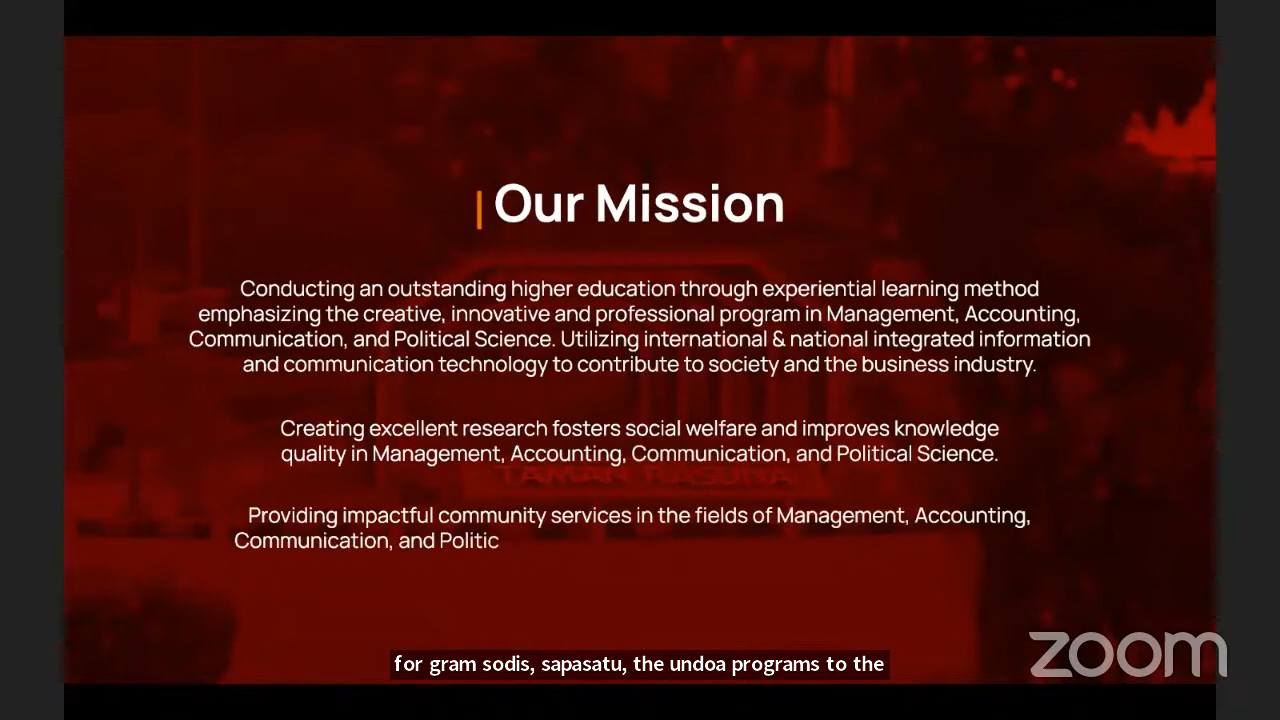 | Our Mission
Conducting an outstanding higher education through experiential learning method
emphasizing the creative, innovative and professional program in Management, Accounting,
Communication, and Political Science. Utilizing international & national integrated information
and communication technology to contribute to society and the business industry.
Creating excellent research fosters social welfare and improves knowledge
quality in Management, Accounting, Communication, and Political Science.
TAMAN RASUNA
Providing impactful community services in the fields of Management, Accounting,
Communication, and Politic
for gram sodis, sapasatu, the undoa programs to the
zoom